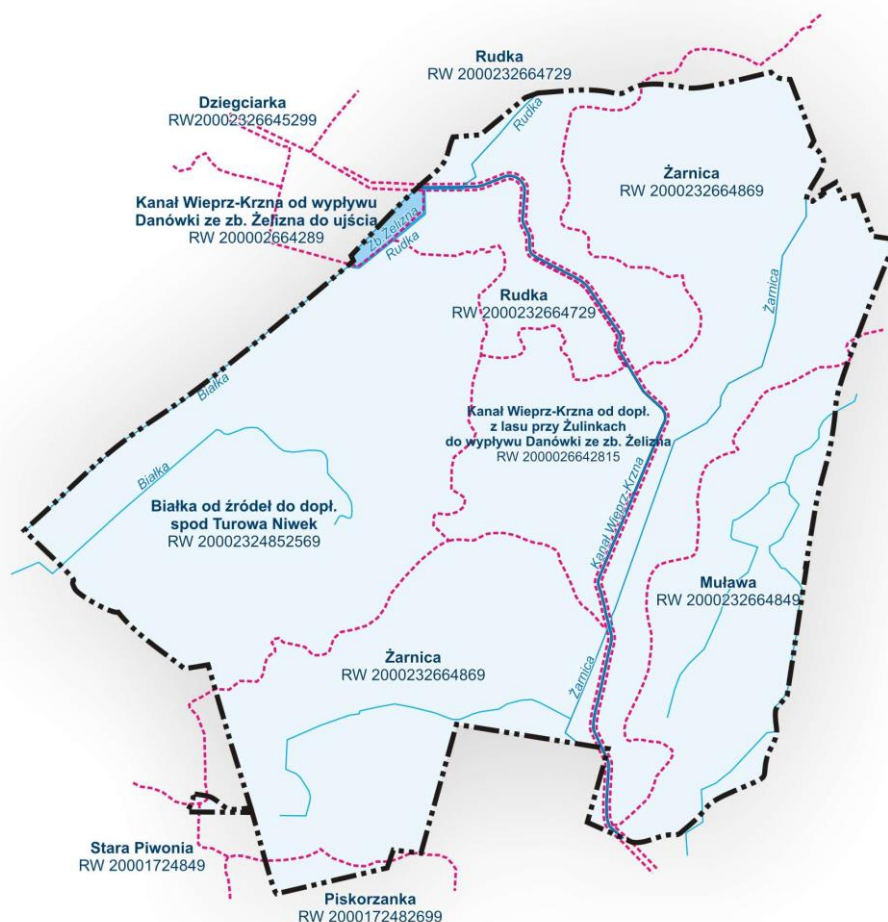 Rudka
RW 2000232664729
Dziegciarka
RW20002326645299
Rudka
Żarnica
RW 2000232664869
Kanał Wieprz-Krzna od wypływu
Danówki ze zb. Żelizna do ujścia
RW 200002664289
Zb.Żelizna
Rudka
Żarnica
Rudka
RW 2000232664729
Białka
Kanał Wieprz-Krzna od dopł.
z lasu przy Żulinkach
do wypływu Danówki ze zb. Żelizna
RW 2000026642815
Białka
Kanał Wieprz-Krzna
Białka od źródeł do dopł.
spod Turowa Niwek
RW 20002324852569
Muława
RW 2000232664849
Żarnica
RW 2000232664869
Żarnica
Stara Piwonia
RW 20001724849
Piskorzanka
RW 2000172482699